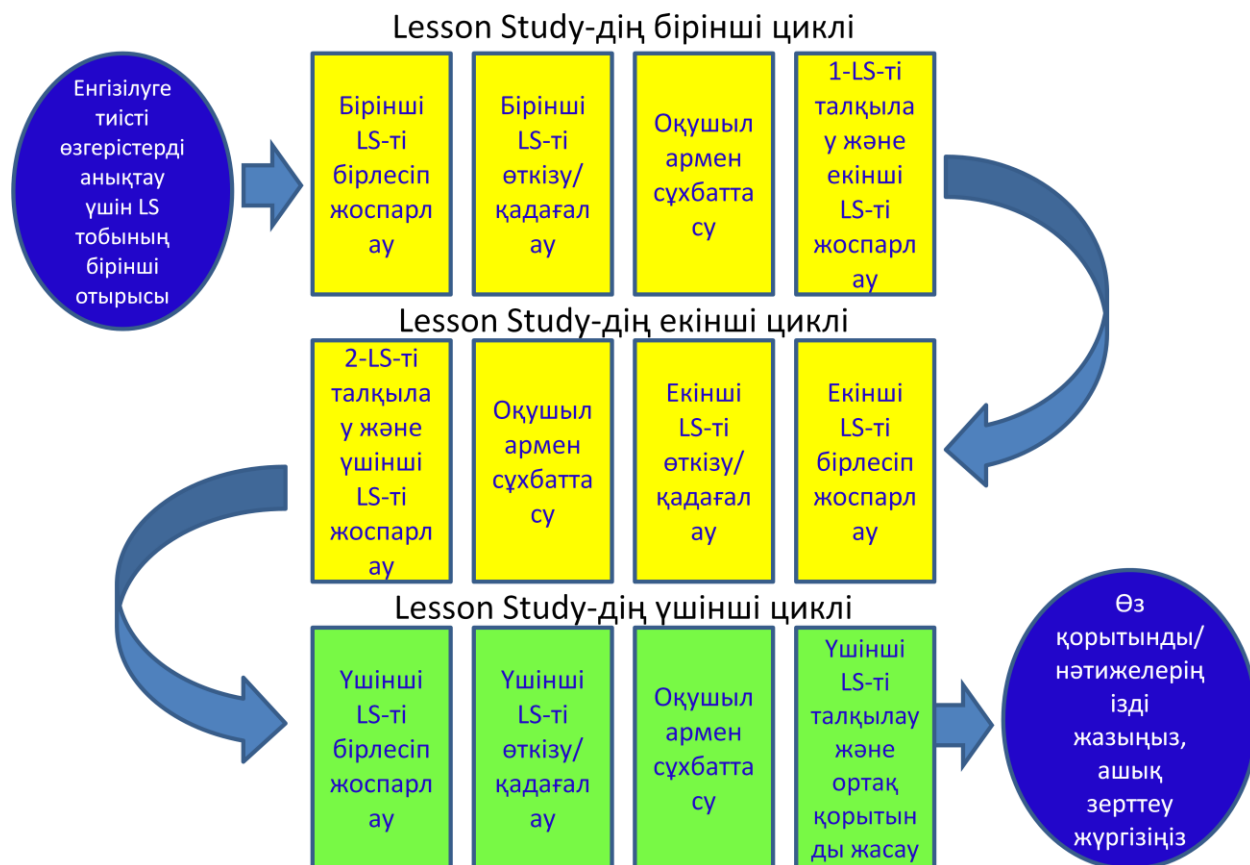 Lesson Study-дің бірінші циклі
Енгізілуге
тиісті
өзгерістерді
анықтау
үшін LS
тобының
бірінші
отырысы
Бірінші
LS-ті
бірлесіп
жоспарл
ау
Бірінші
LS-ті
өткізу/
қадағал
ау
Оқушыл
армен
сұхбатта
су
1-LS-ті
талқыла
у және
екінші
LS-ті
жоспарл
ау
Lesson Study-дің екінші циклі
2-LS-ті
талқыла
у және
үшінші
LS-ті
жоспарл
ау
Оқушыл
армен
сұхбатта
су
Екінші
LS-ті
өткізу/
қадағал
ау
Екінші
LS-ті
бірлесіп
жоспарл
ау
Lesson Study-дің үшінші циклі
Үшінші
LS-ті
бірлесіп
жоспарл
ау
Үшінші
LS-ті
өткізу/
қадағал
ау
Оқушыл
армен
сұхбатта
су
Үшінші
LS-ті
талқылау
және
ортақ
қорытын
ды жасау
Өз
қорытынды/
нәтижелерің
ізді
жазыңыз,
ашық
зерттеу
жүргізіңіз